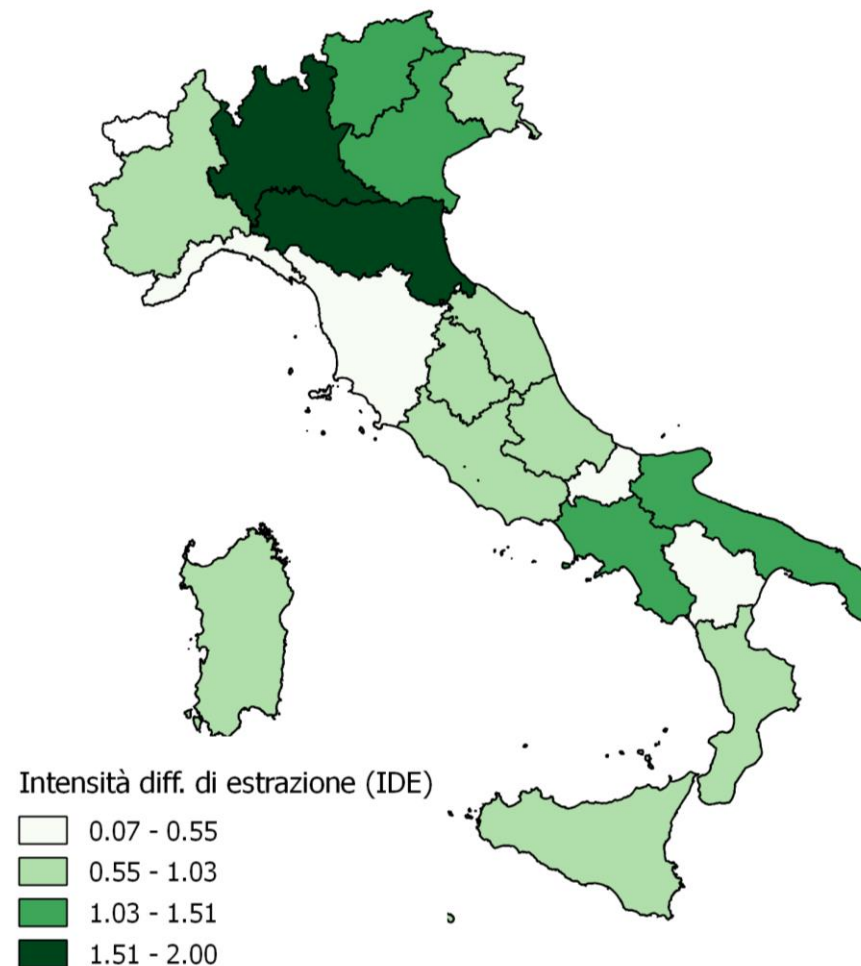 Intensità diff. di estrazione (IDE)
0.07 - 0.55
0.55 - 1.03
1.03 - 1.51
1.51 - 2.00